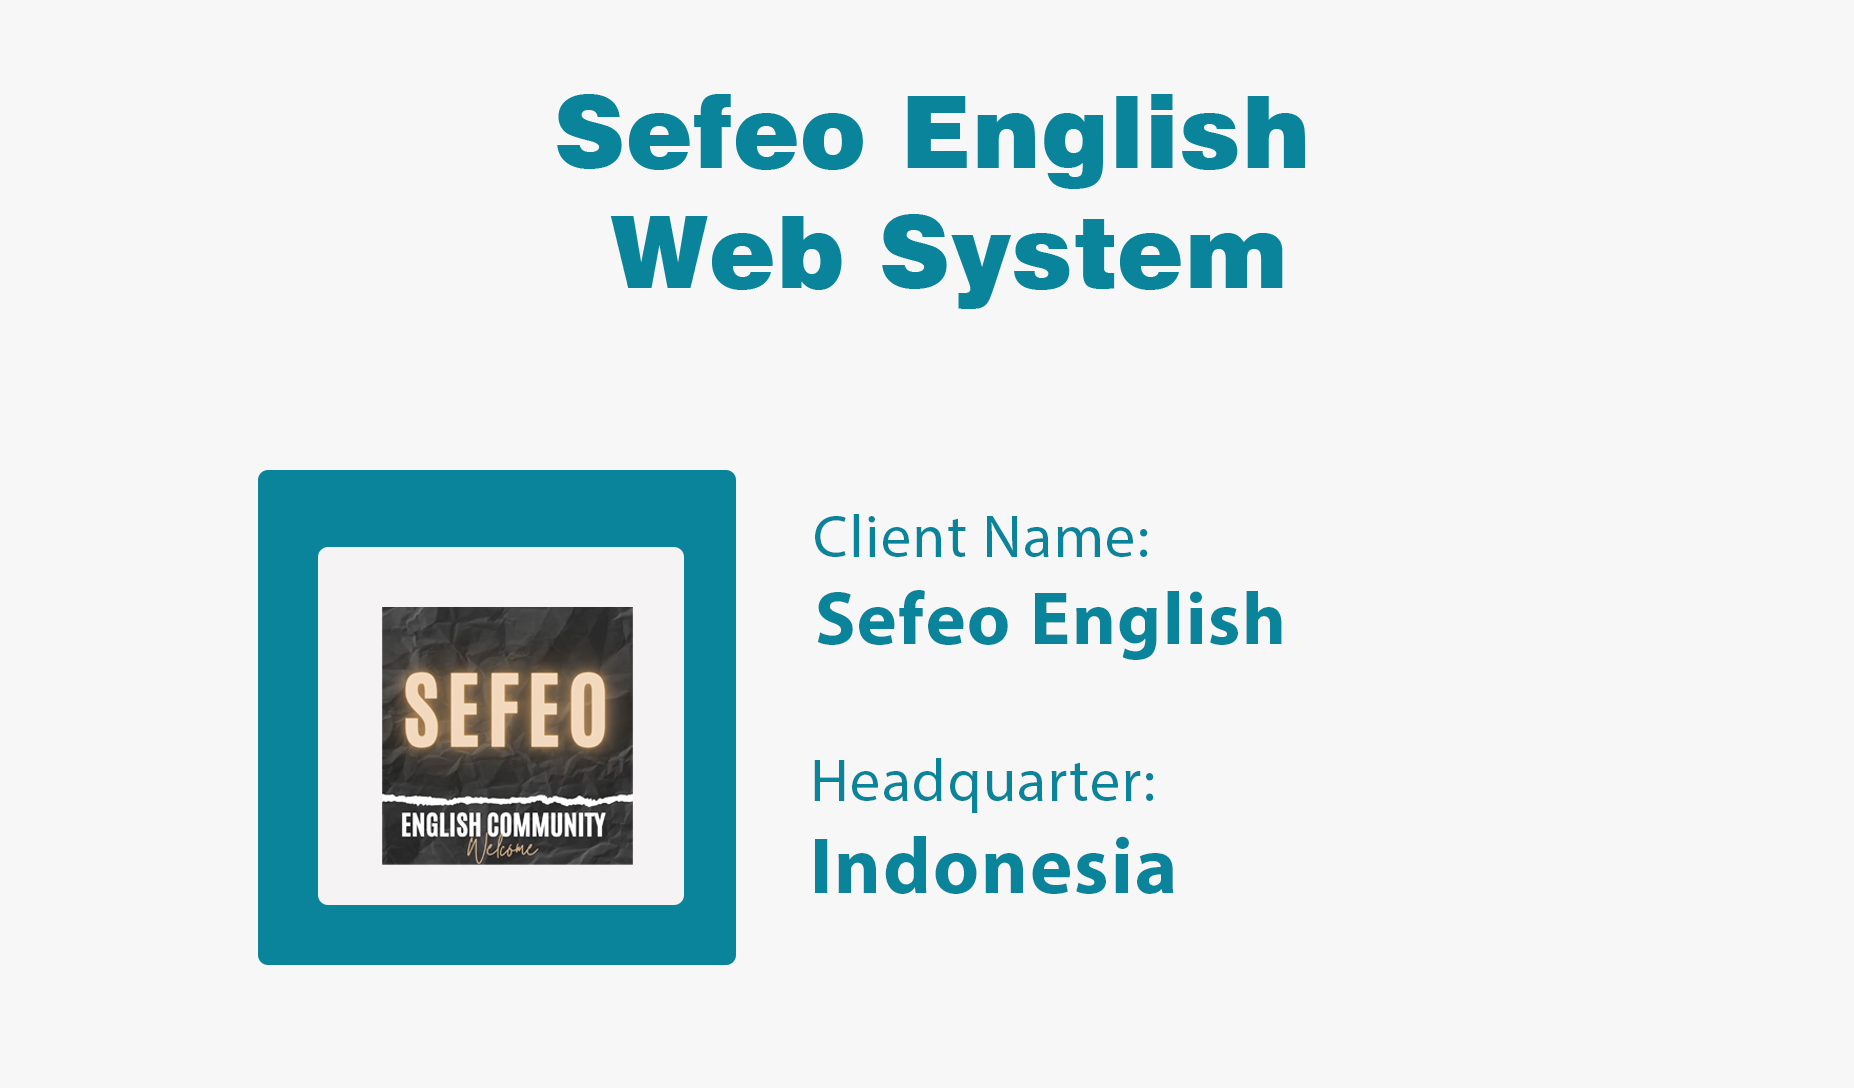 Sefeo English
Web System
SEFEO
ENGLISH COMMUNITY
Welcome
Client Name:
Sefeo English
Headquarter:
Indonesia